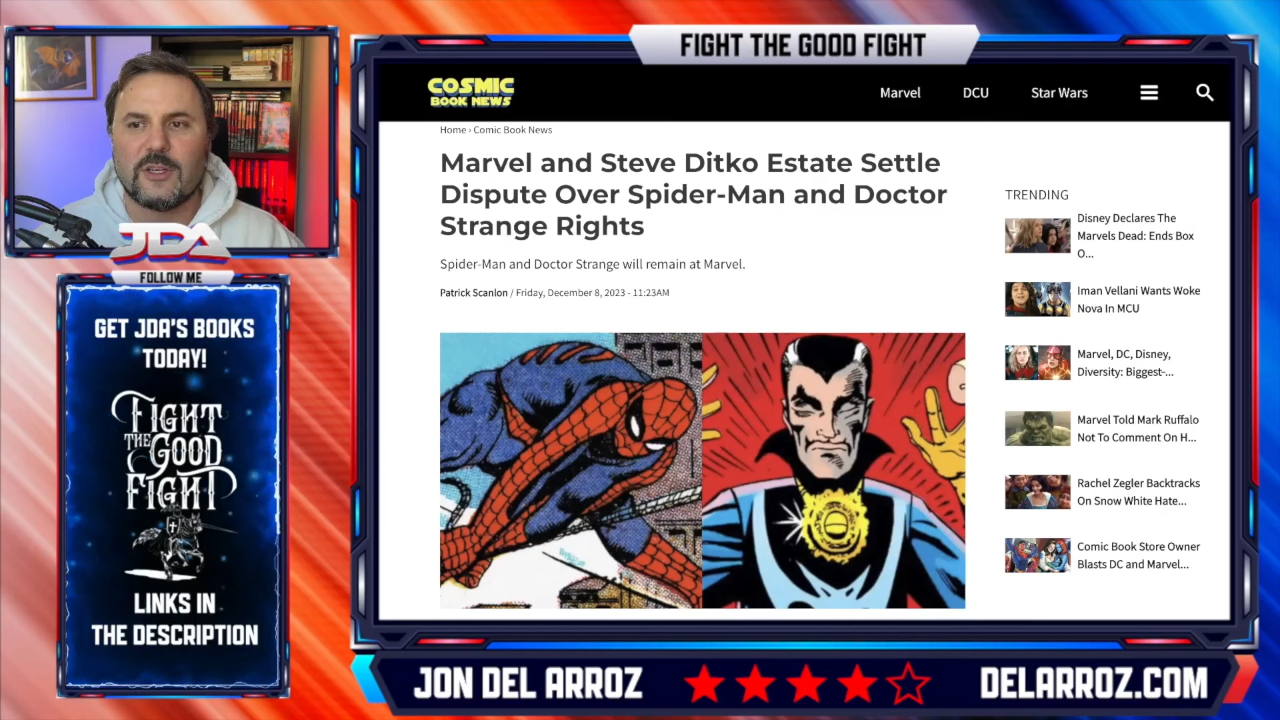 FIGHT THE GOOD FIGHT
COSMIC
BOOK NEWS
Marvel
DCU
Star Wars
Home › Comic Book News
Marvel and Steve Ditko Estate Settle
Dispute Over Spider-Man and Doctor
Strange Rights
Spider-Man and Doctor Strange will remain at Marvel.
Patrick Scanlon / Friday, December 8, 2023 - 11:23AM
TRENDING
Disney Declares The
Marvels Dead: Ends Box
O...
Iman Vellani Wants Woke
Nova In MCU
Marvel, DC, Disney,
Diversity: Biggest-...
Marvel Told Mark Ruffalo
Not To Comment On H...
Rachel Zegler Backtracks
On Snow White Hate...
Comic Book Store Owner
Blasts DC and Marvel...
JDA
FOLLOW ME
GET JDA'S BOOKS
TODAY!
FIGHT
THE GOOD
FIGHT
LINKS IN
THE DESCRIPTION
JON DEL ARROZ
DELARROZ.COM